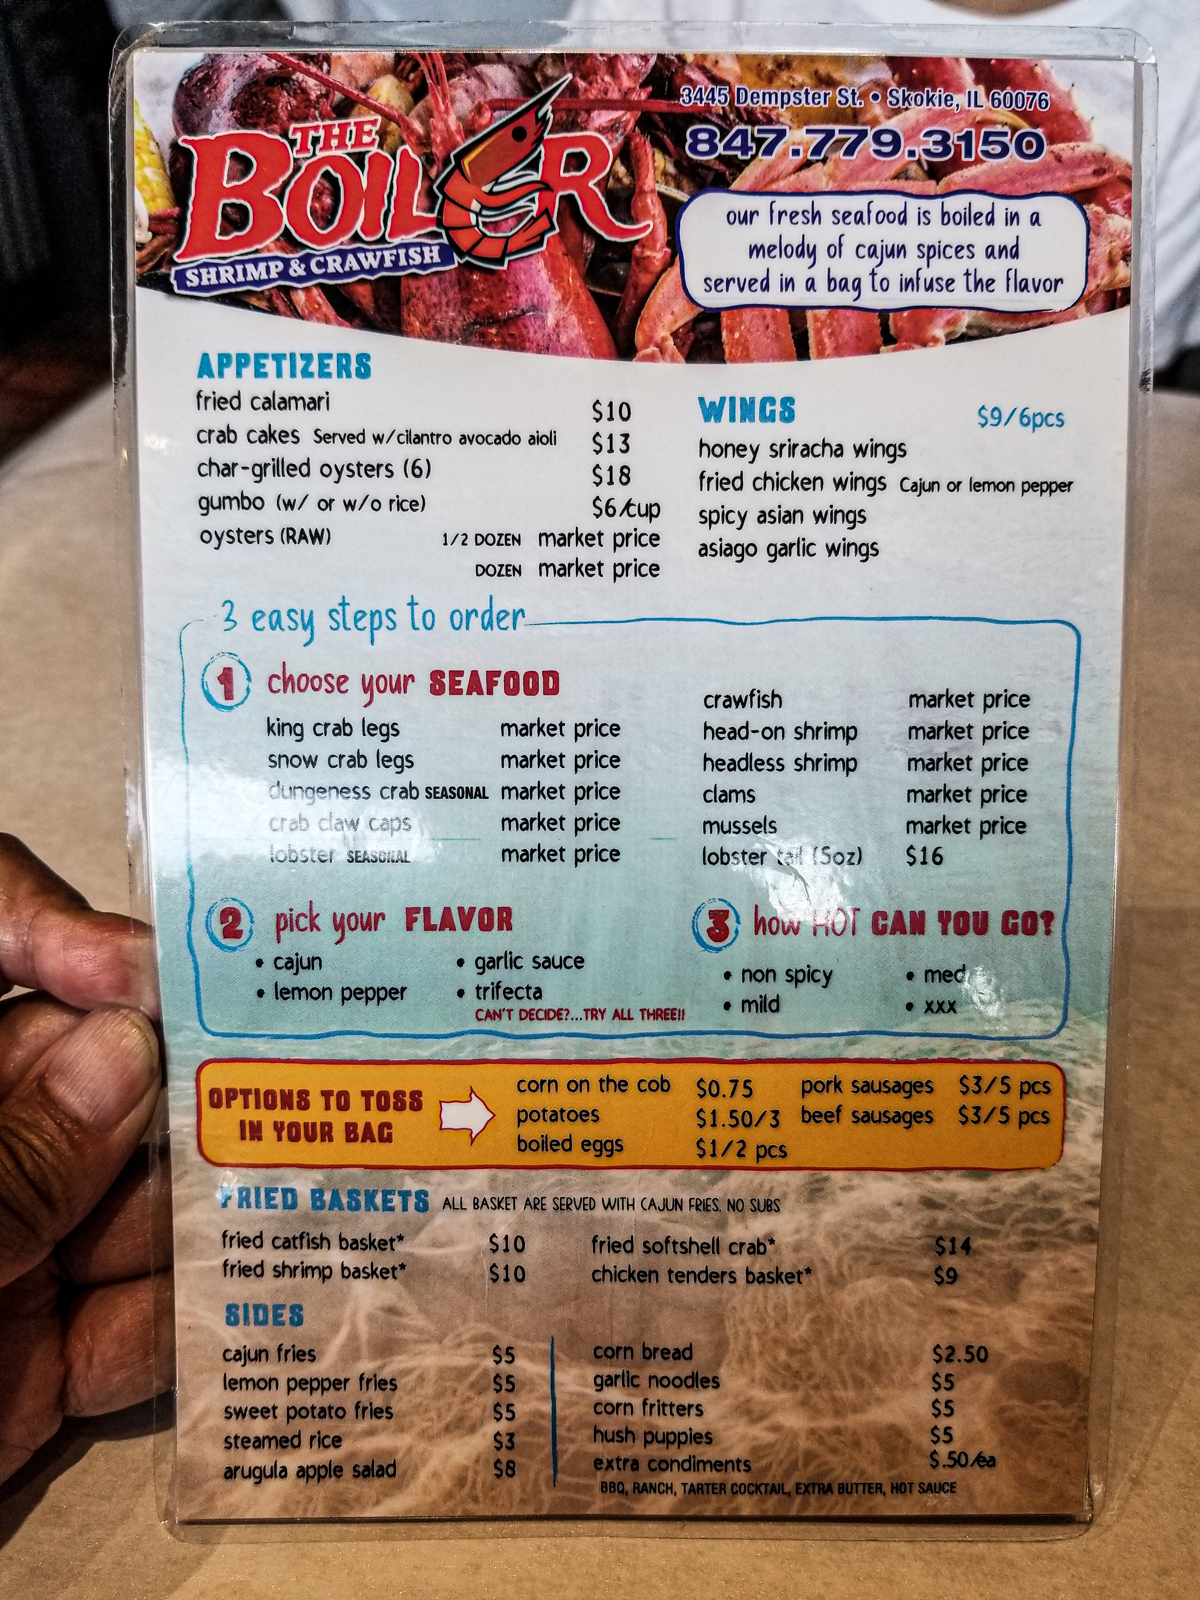 THE
BOILER
SHRIMP & CRAWFISH
3445 Dempster St. • Skokie, IL 60076
847.779.3150
our fresh seafood is boiled in a
melody of cajun spices and
served in a bag to infuse the flavor
APPETIZERS
fried calamari $10
crab cakes Served w/cilantro avocado aioli $13
char-grilled oysters (6) $18
gumbo (w/ or w/o rice) $6/cup
oysters (RAW) 1/2 DOZEN market price
DOZEN market price
WINGS $9/6pcs
honey sriracha wings
fried chicken wings Cajun or lemon pepper
spicy asian wings
asiago garlic wings
3 easy steps to order
1 choose your SEAFOOD
king crab legs market price
snow crab legs market price
dungeness crab SEASONAL market price
crab claw caps market price
lobster SEASONAL market price
crawfish market price
head-on shrimp market price
headless shrimp market price
clams market price
mussels market price
lobster tail (5oz) $16
2 pick your FLAVOR
• cajun • garlic sauce
• lemon pepper • trifecta
CAN'T DECIDE?...TRY ALL THREE!!
3 how HOT CAN YOU GO?
• non spicy • med
• mild • xxx
OPTIONS TO TOSS
IN YOUR BAG
corn on the cob $0.75 pork sausages $3/5 pcs
potatoes $1.50/3 beef sausages $3/5 pcs
boiled eggs $1/2 pcs
FRIED BASKETS ALL BASKET ARE SERVED WITH CAJUN FRIES. NO SUBS
fried catfish basket* $10 fried softshell crab* $14
fried shrimp basket* $10 chicken tenders basket* $9
SIDES
cajun fries $5
lemon pepper fries $5
sweet potato fries $5
steamed rice $3
arugula apple salad $8
corn bread $2.50
garlic noodles $5
corn fritters $5
hush puppies $5
extra condiments $.50/ea
BBQ, RANCH, TARTER COCKTAIL, EXTRA BUTTER, HOT SAUCE